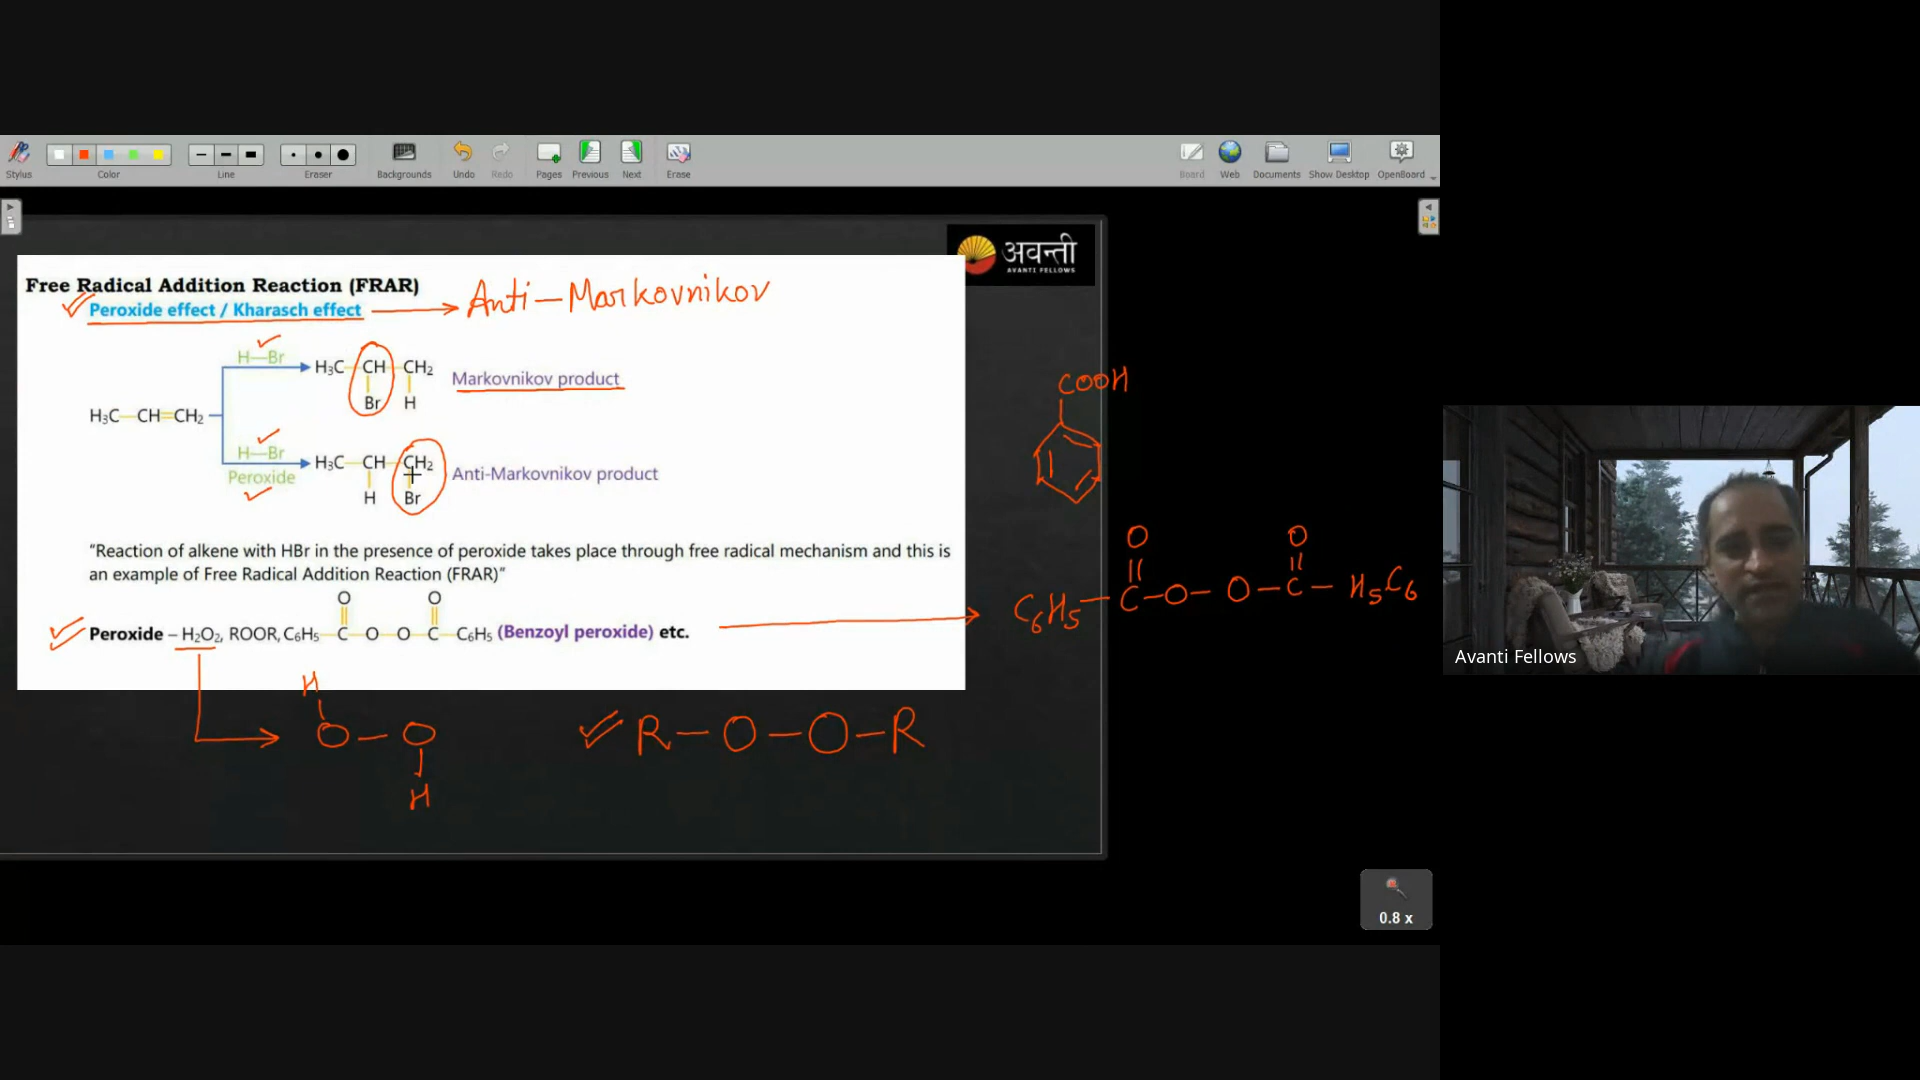 Stylus
Color
Line
Eraser
Backgrounds
Undo
Redo
Pages
Previous
Next
Erase
Board
Web
Documents
Show Desktop
OpenBoard
अवन्ती
AVANTI FELLOWS
Free Radical Addition Reaction (FRAR)
Peroxide effect / Kharasch effect
Anti-Markovnikov
H—Br
H₃C—CH—CH₂
Br H
Markovnikov product
H₃C—CH=CH₂
H—Br
Peroxide
H₃C—CH—CH₂
H Br
Anti-Markovnikov product
COOH
"Reaction of alkene with HBr in the presence of peroxide takes place through free radical mechanism and this is
an example of Free Radical Addition Reaction (FRAR)"
O O
Peroxide – H₂O₂, ROOR, C₆H₅—C—O—O—C—C₆H₅ (Benzoyl peroxide) etc.
O O
C₆H₅—C—O—O—C—H₅C₆
H
O—O
H
R—O—O—R
Avanti Fellows
0.8 x